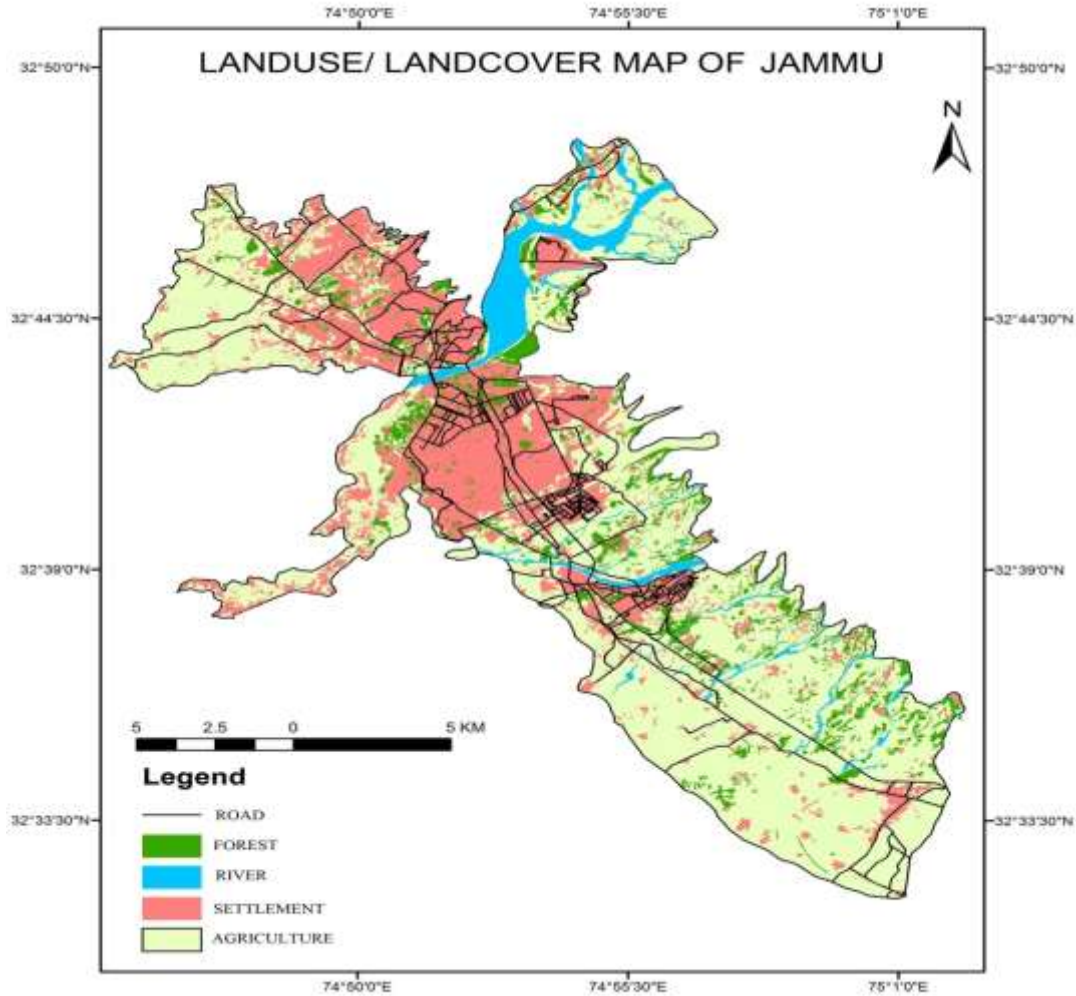 74°50'0"E 74°55'30"E 75°1'0"E
32°50'0"N 32°50'0"N
LANDUSE/ LANDCOVER MAP OF JAMMU
N
32°44'30"N 32°44'30"N
32°39'0"N 32°39'0"N
5 2.5 0 5 KM
Legend
ROAD
32°33'30"N 32°33'30"N
FOREST
RIVER
SETTLEMENT
AGRICULTURE
74°50'0"E 74°55'30"E 75°1'0"E